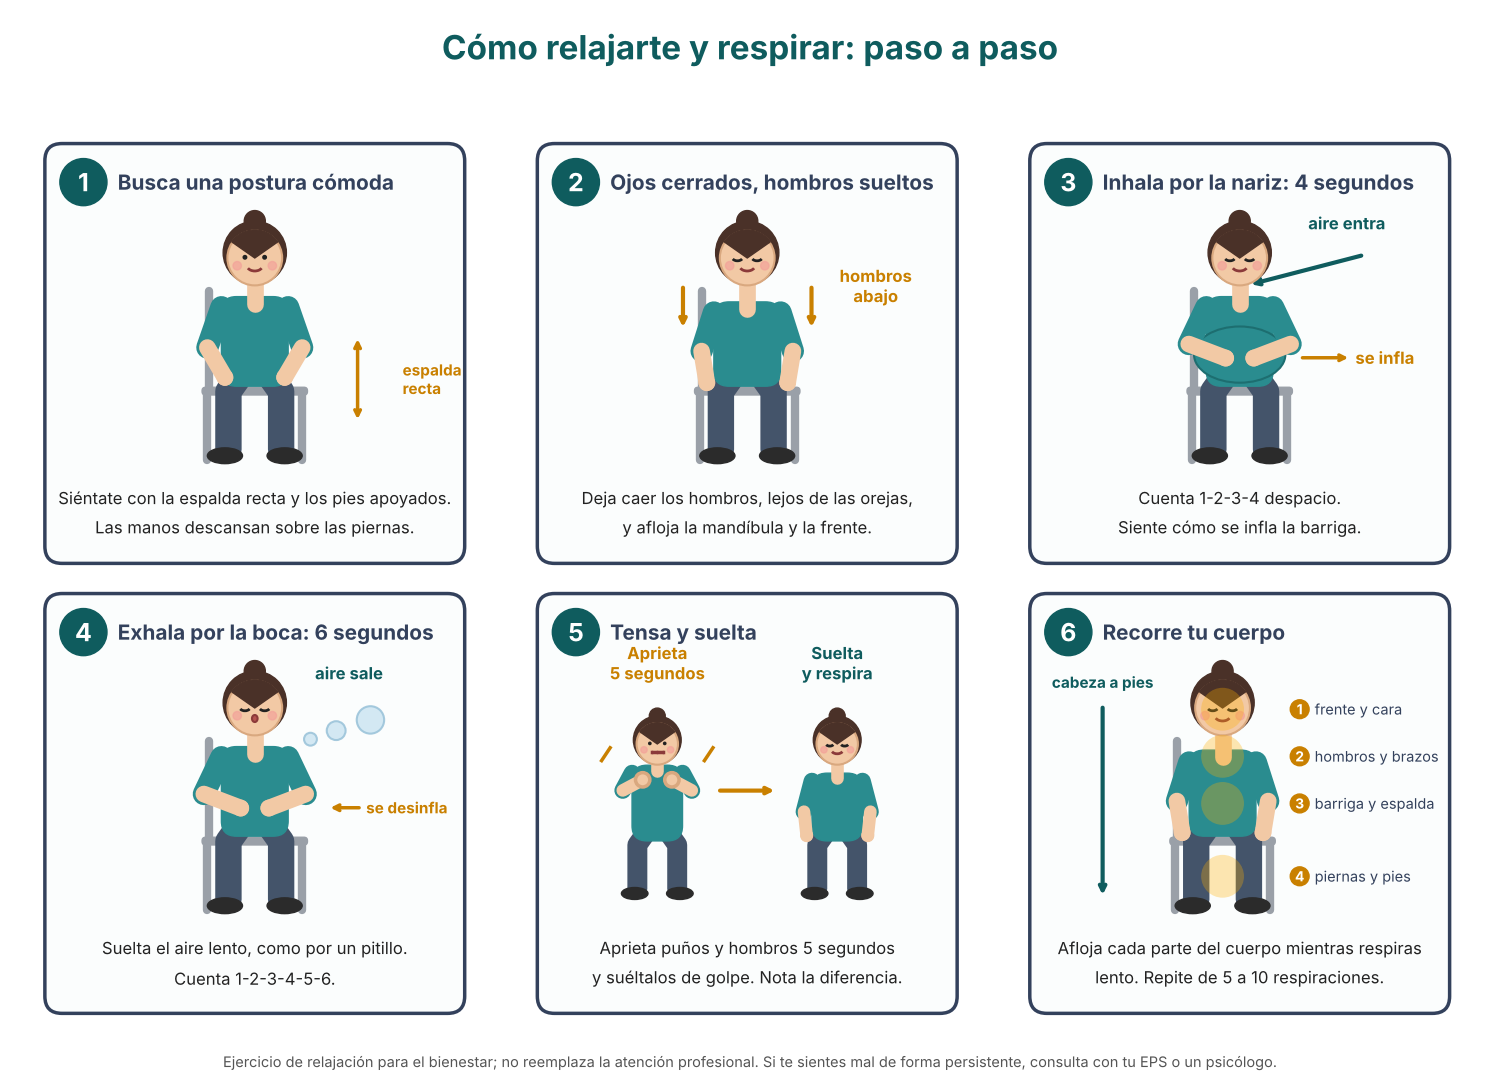 Cómo relajarte y respirar: paso a paso
1 Busca una postura cómoda
espalda
recta
Siéntate con la espalda recta y los pies apoyados.
Las manos descansan sobre las piernas.
2 Ojos cerrados, hombros sueltos
hombros
abajo
Deja caer los hombros, lejos de las orejas,
y afloja la mandíbula y la frente.
3 Inhala por la nariz: 4 segundos
aire entra
se infla
Cuenta 1-2-3-4 despacio.
Siente cómo se infla la barriga.
4 Exhala por la boca: 6 segundos
aire sale
se desinfla
Suelta el aire lento, como por un pitillo.
Cuenta 1-2-3-4-5-6.
5 Tensa y suelta
Aprieta
5 segundos
Suelta
y respira
Aprieta puños y hombros 5 segundos
y suéltalos de golpe. Nota la diferencia.
6 Recorre tu cuerpo
cabeza a pies
1 frente y cara
2 hombros y brazos
3 barriga y espalda
4 piernas y pies
Afloja cada parte del cuerpo mientras respiras
lento. Repite de 5 a 10 respiraciones.
Ejercicio de relajación para el bienestar; no reemplaza la atención profesional. Si te sientes mal de forma persistente, consulta con tu EPS o un psicólogo.